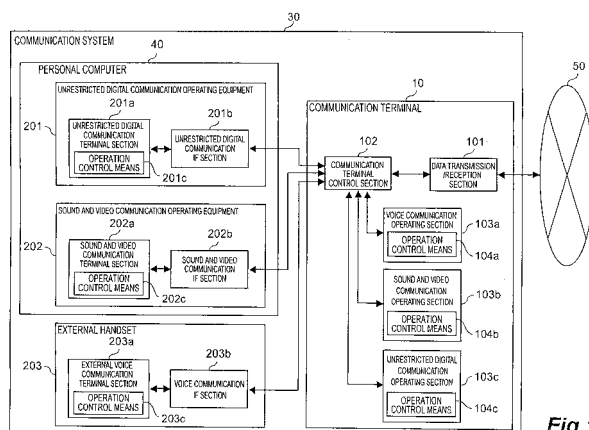 30
COMMUNICATION SYSTEM
40
PERSONAL COMPUTER
UNRESTRICTED DIGITAL COMMUNICATION OPERATING EQUIPMENT
201a
201b
201
UNRESTRICTED DIGITAL
COMMUNICATION
TERMINAL SECTION
OPERATION
CONTROL MEANS
UNRESTRICTED DIGITAL
COMMUNICATION
IF SECTION
201c
SOUND AND VIDEO COMMUNICATION OPERATING EQUIPMENT
202a
202b
202
SOUND AND VIDEO
COMMUNICATION
TERMINAL SECTION
OPERATION
CONTROL MEANS
SOUND AND VIDEO
COMMUNICATION
IF SECTION
202c
EXTERNAL HANDSET
203a
203b
203
EXTERNAL VOICE
COMMUNICATION
TERMINAL SECTION
OPERATION
CONTROL MEANS
VOICE COMMUNICATION
IF SECTION
203c
10
COMMUNICATION TERMINAL
102
101
COMMUNICATION
TERMINAL
CONTROL SECTION
DATA TRANSMISSION
/RECEPTION
SECTION
VOICE COMMUNICATION
OPERATING SECTION
OPERATION
CONTROL MEANS
103a
104a
SOUND AND VIDEO
COMMUNICATION
OPERATING SECTION
OPERATION
CONTROL MEANS
103b
104b
UNRESTRICTED DIGITAL
COMMUNICATION
OPERATING SECTION
OPERATION
CONTROL MEANS
103c
104c
50
Fig.